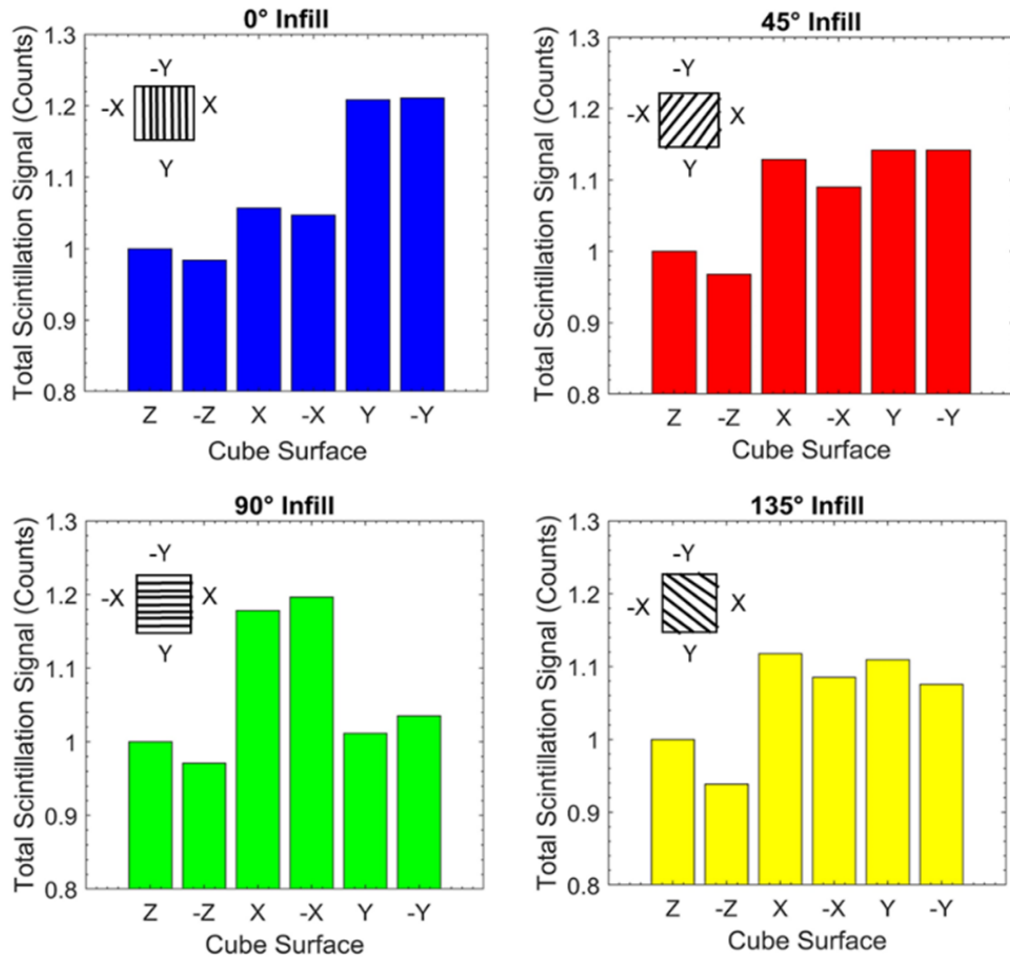 0° Infill
Total Scintillation Signal (Counts)
1.3
1.2
1.1
1
0.9
0.8
-Y
-X
X
Y
Z -Z X -X Y -Y
Cube Surface
45° Infill
Total Scintillation Signal (Counts)
1.3
1.2
1.1
1
0.9
0.8
-Y
-X
X
Y
Z -Z X -X Y -Y
Cube Surface
90° Infill
Total Scintillation Signal (Counts)
1.3
1.2
1.1
1
0.9
0.8
-Y
-X
X
Y
Z -Z X -X Y -Y
Cube Surface
135° Infill
Total Scintillation Signal (Counts)
1.3
1.2
1.1
1
0.9
0.8
-Y
-X
X
Y
Z -Z X -X Y -Y
Cube Surface